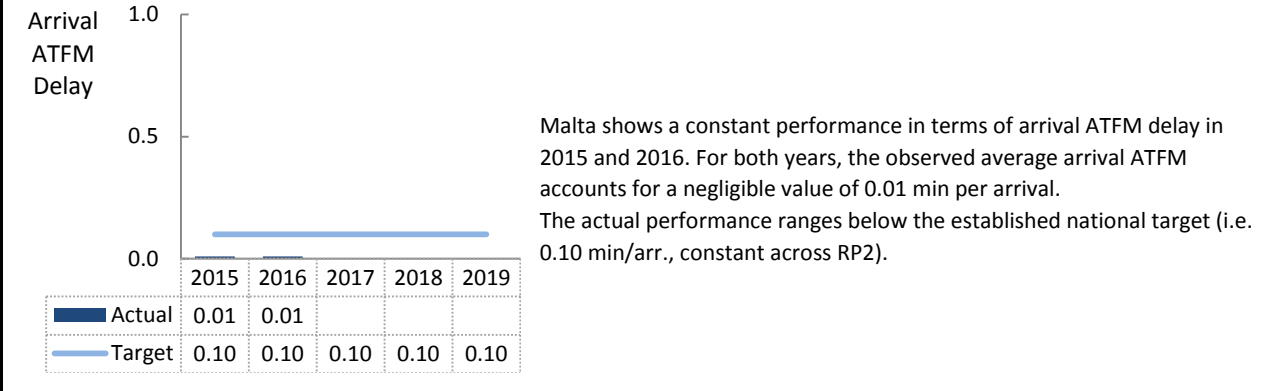 Arrival
ATFM
Delay
1.0
0.5
0.0
2015 2016 2017 2018 2019
Actual 0.01 0.01
Target 0.10 0.10 0.10 0.10 0.10
Malta shows a constant performance in terms of arrival ATFM delay in
2015 and 2016. For both years, the observed average arrival ATFM
accounts for a negligible value of 0.01 min per arrival.
The actual performance ranges below the established national target (i.e.
0.10 min/arr., constant across RP2).